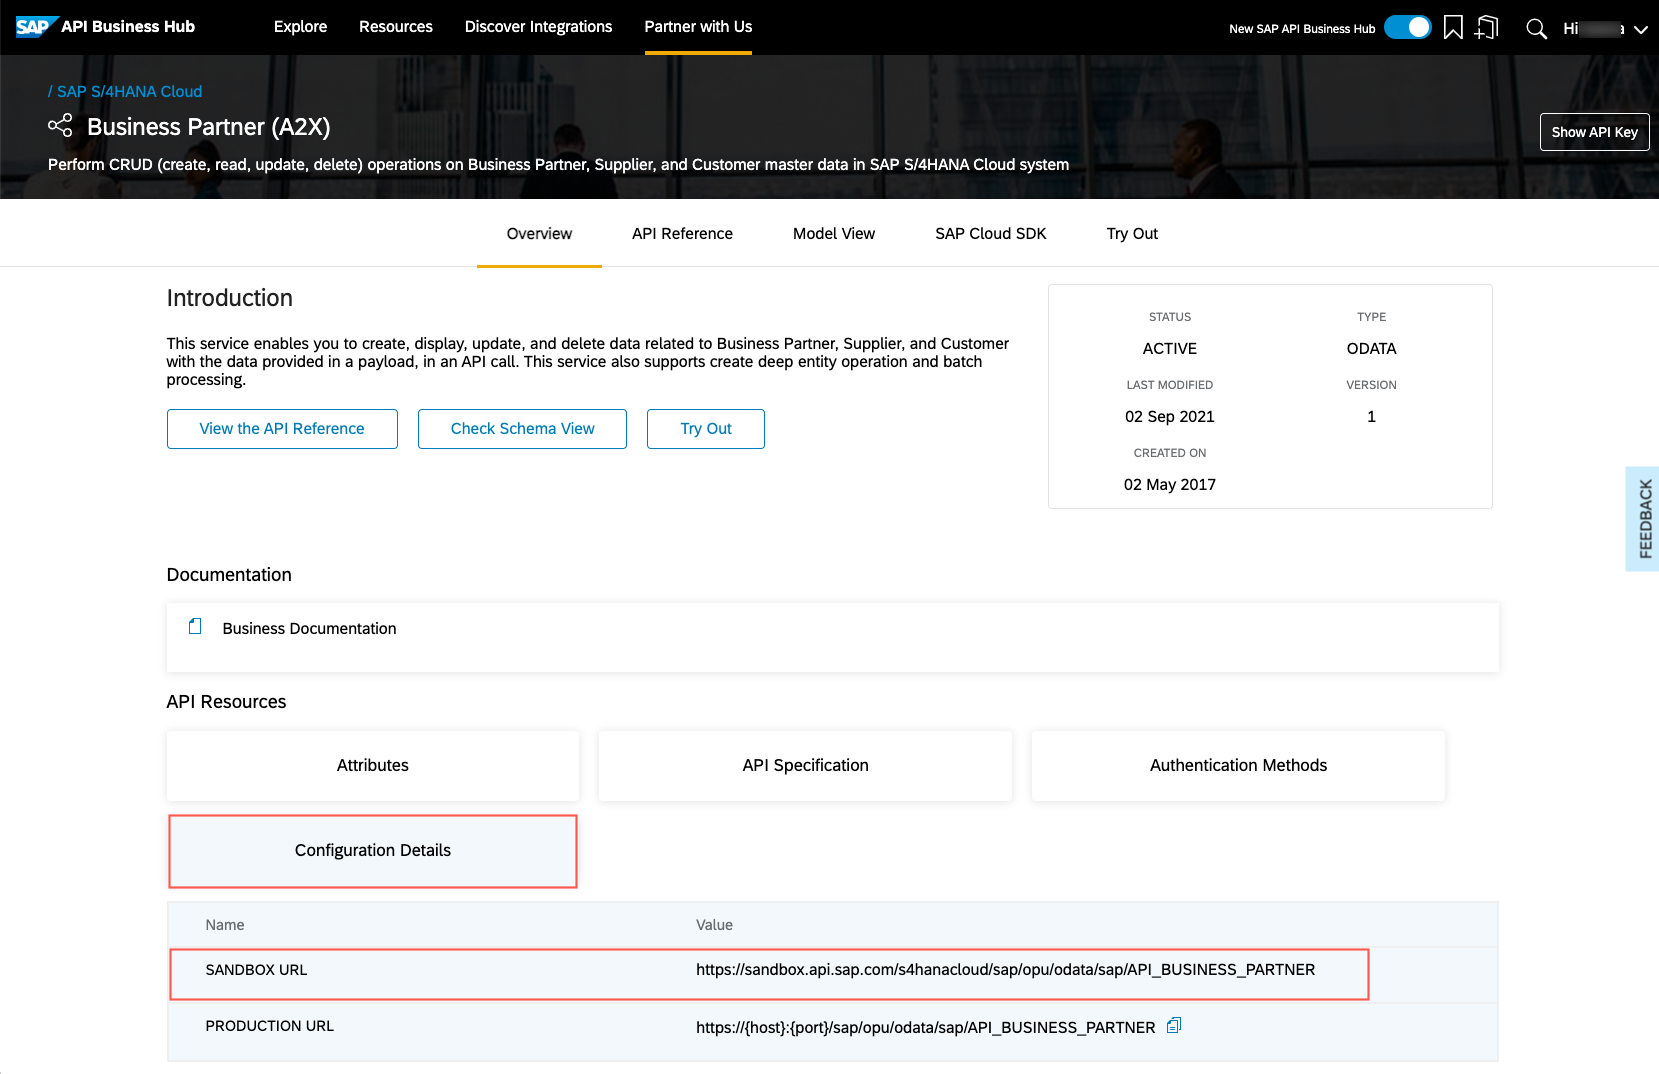 SAP API Business Hub
Explore
Resources
Discover Integrations
Partner with Us
New SAP API Business Hub
Hi
/ SAP S/4HANA Cloud
Business Partner (A2X)
Show API Key
Perform CRUD (create, read, update, delete) operations on Business Partner, Supplier, and Customer master data in SAP S/4HANA Cloud system
Overview
API Reference
Model View
SAP Cloud SDK
Try Out
Introduction
This service enables you to create, display, update, and delete data related to Business Partner, Supplier, and Customer
with the data provided in a payload, in an API call. This service also supports create deep entity operation and batch
processing.
View the API Reference
Check Schema View
Try Out
STATUS
TYPE
ACTIVE
ODATA
LAST MODIFIED
VERSION
02 Sep 2021
1
CREATED ON
02 May 2017
FEEDBACK
Documentation
Business Documentation
API Resources
Attributes
API Specification
Authentication Methods
Configuration Details
Name
Value
SANDBOX URL
https://sandbox.api.sap.com/s4hanacloud/sap/opu/odata/sap/API_BUSINESS_PARTNER
PRODUCTION URL
https://{host}:{port}/sap/opu/odata/sap/API_BUSINESS_PARTNER